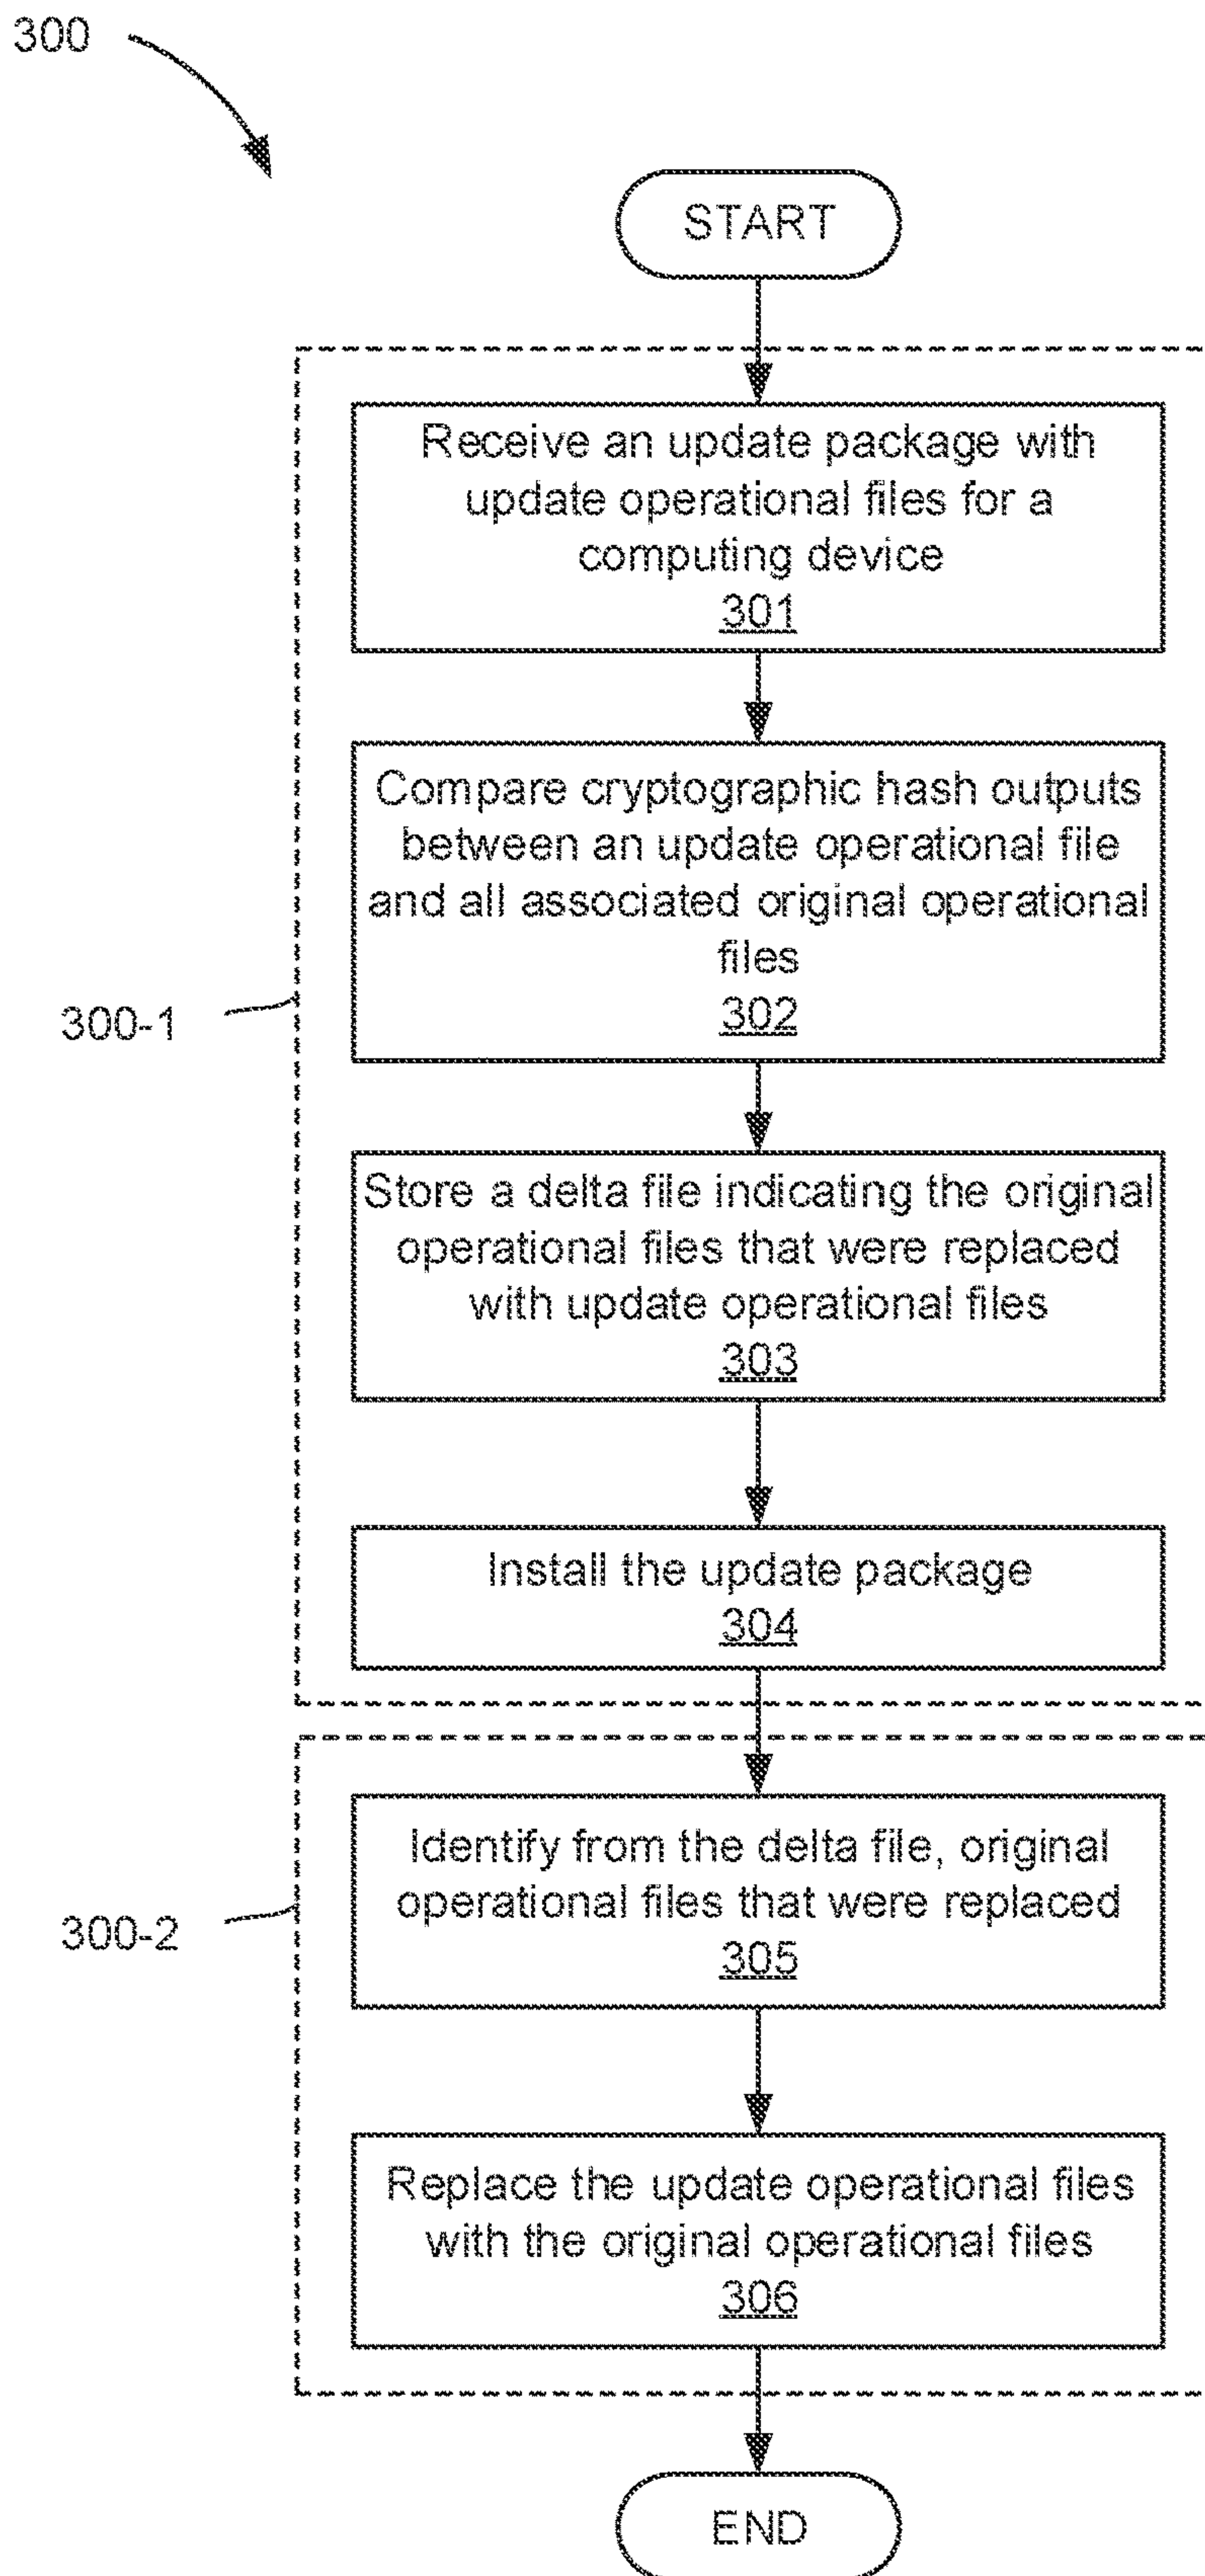 300
START
Receive an update package with
update operational files for a
computing device
301
Compare cryptographic hash outputs
between an update operational file
and all associated original operational
files
302
300-1
Store a delta file indicating the original
operational files that were replaced
with update operational files
303
Install the update package
304
Identify from the delta file, original
operational files that were replaced
305
300-2
Replace the update operational files
with the original operational files
306
END